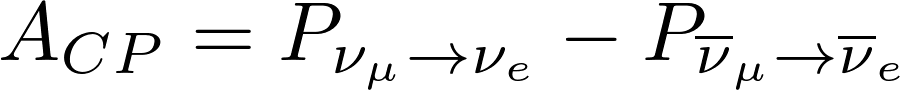 $A_{CP} = P_{\nu_\mu \to \nu_e} - P_{\overline{\nu}_\mu \to \overline{\nu}_e}$